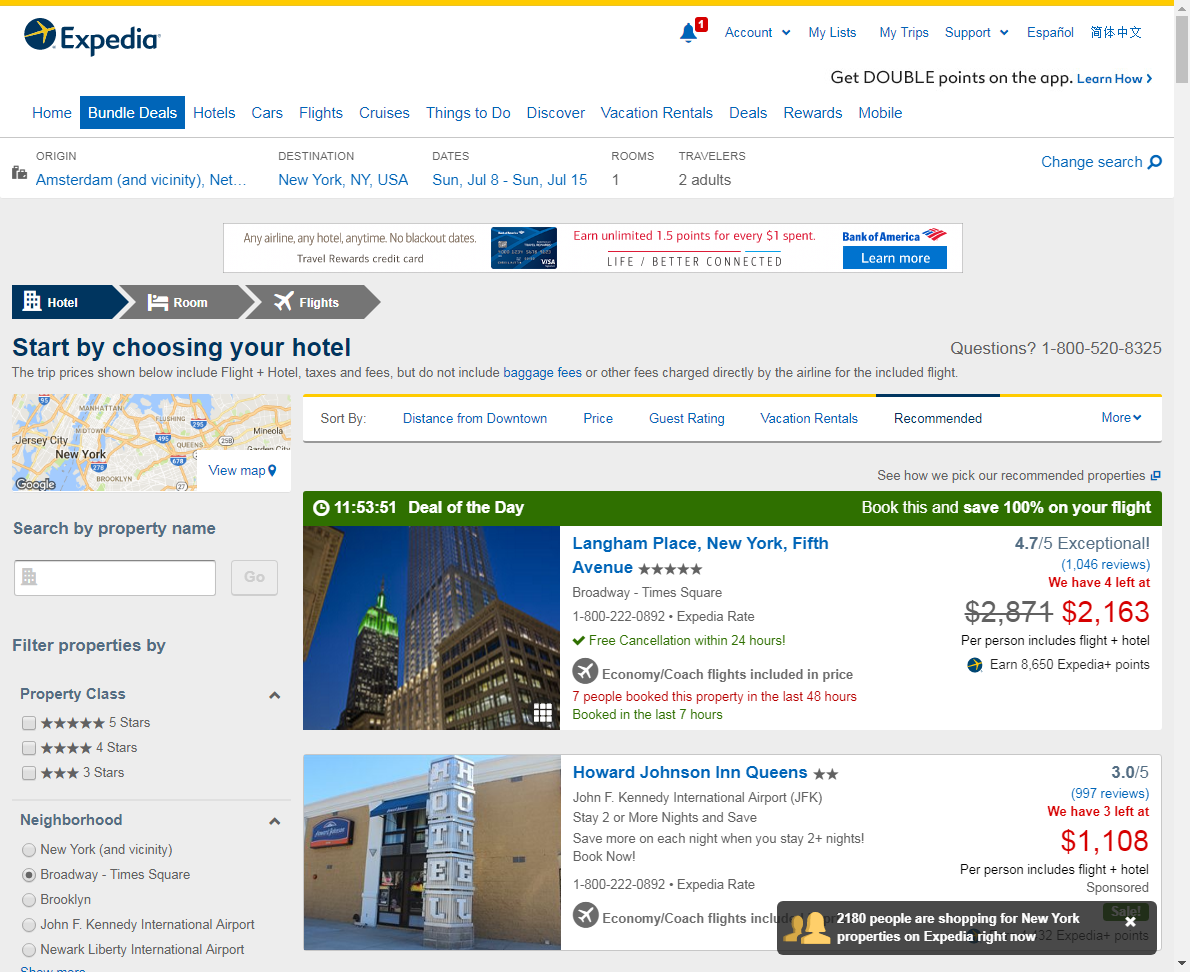 Expedia
1
Account
My Lists
My Trips
Support
Español
简体中文
Get DOUBLE points on the app. Learn How
Home
Bundle Deals
Hotels
Cars
Flights
Cruises
Things to Do
Discover
Vacation Rentals
Deals
Rewards
Mobile
ORIGIN
Amsterdam (and vicinity), Net...
DESTINATION
New York, NY, USA
DATES
Sun, Jul 8 - Sun, Jul 15
ROOMS
1
TRAVELERS
2 adults
Change search
Any airline, any hotel, anytime. No blackout dates.
Travel Rewards credit card
VISA
Earn unlimited 1.5 points for every $1 spent.
LIFE / BETTER CONNECTED
Bank of America
Learn more
Hotel
Room
Flights
Start by choosing your hotel
Questions? 1-800-520-8325
The trip prices shown below include Flight + Hotel, taxes and fees, but do not include baggage fees or other fees charged directly by the airline for the included flight.
MANHATTAN
95
FLUSHING
295
Mineola
MIDTOWN
Jersey City
495
25B
QUEENS
Garden City
New York
278
678
BROOKLYN
27
Google
View map
Search by property name
Go
Filter properties by
Property Class
5 Stars
4 Stars
3 Stars
Neighborhood
New York (and vicinity)
Broadway - Times Square
Brooklyn
John F. Kennedy International Airport
Newark Liberty International Airport
Show more
Sort By:
Distance from Downtown
Price
Guest Rating
Vacation Rentals
Recommended
More
See how we pick our recommended properties
11:53:51 Deal of the Day
Book this and save 100% on your flight
Langham Place, New York, Fifth
Avenue
Broadway - Times Square
1-800-222-0892 • Expedia Rate
Free Cancellation within 24 hours!
Economy/Coach flights included in price
7 people booked this property in the last 48 hours
Booked in the last 7 hours
4.7/5 Exceptional!
(1,046 reviews)
We have 4 left at
$2,871 $2,163
Per person includes flight + hotel
Earn 8,650 Expedia+ points
HOTEL
Howard Johnson
Howard Johnson Inn Queens
John F. Kennedy International Airport (JFK)
Stay 2 or More Nights and Save
Save more on each night when you stay 2+ nights!
Book Now!
1-800-222-0892 • Expedia Rate
Economy/Coach flights inclu
3.0/5
(997 reviews)
We have 3 left at
$1,108
Per person includes flight + hotel
Sponsored
Sale!
Expedia+ points
2180 people are shopping for New York
properties on Expedia right now